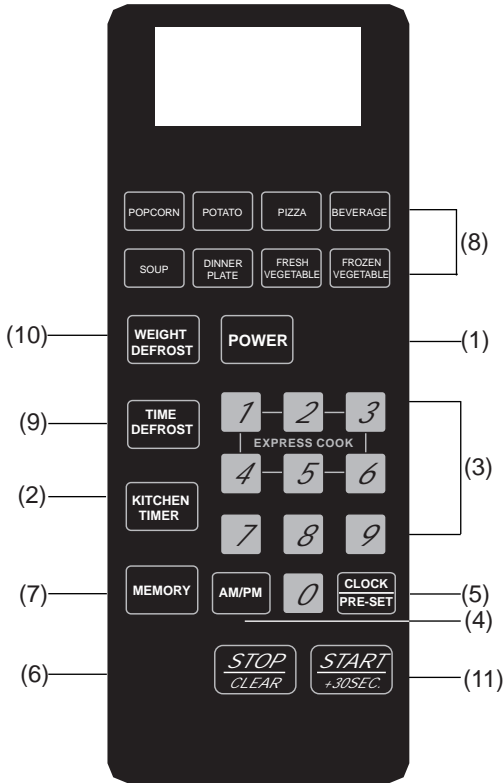 POPCORN POTATO PIZZA BEVERAGE
(8)
SOUP DINNER PLATE FRESH VEGETABLE FROZEN VEGETABLE
(10) WEIGHT DEFROST POWER (1)
(9) TIME DEFROST 1 2 3
EXPRESS COOK
(3)
(2) KITCHEN TIMER 4 5 6
7 8 9
(7) MEMORY AM/PM 0 CLOCK PRE-SET (5)
(4)
(6) STOP CLEAR START +30SEC. (11)